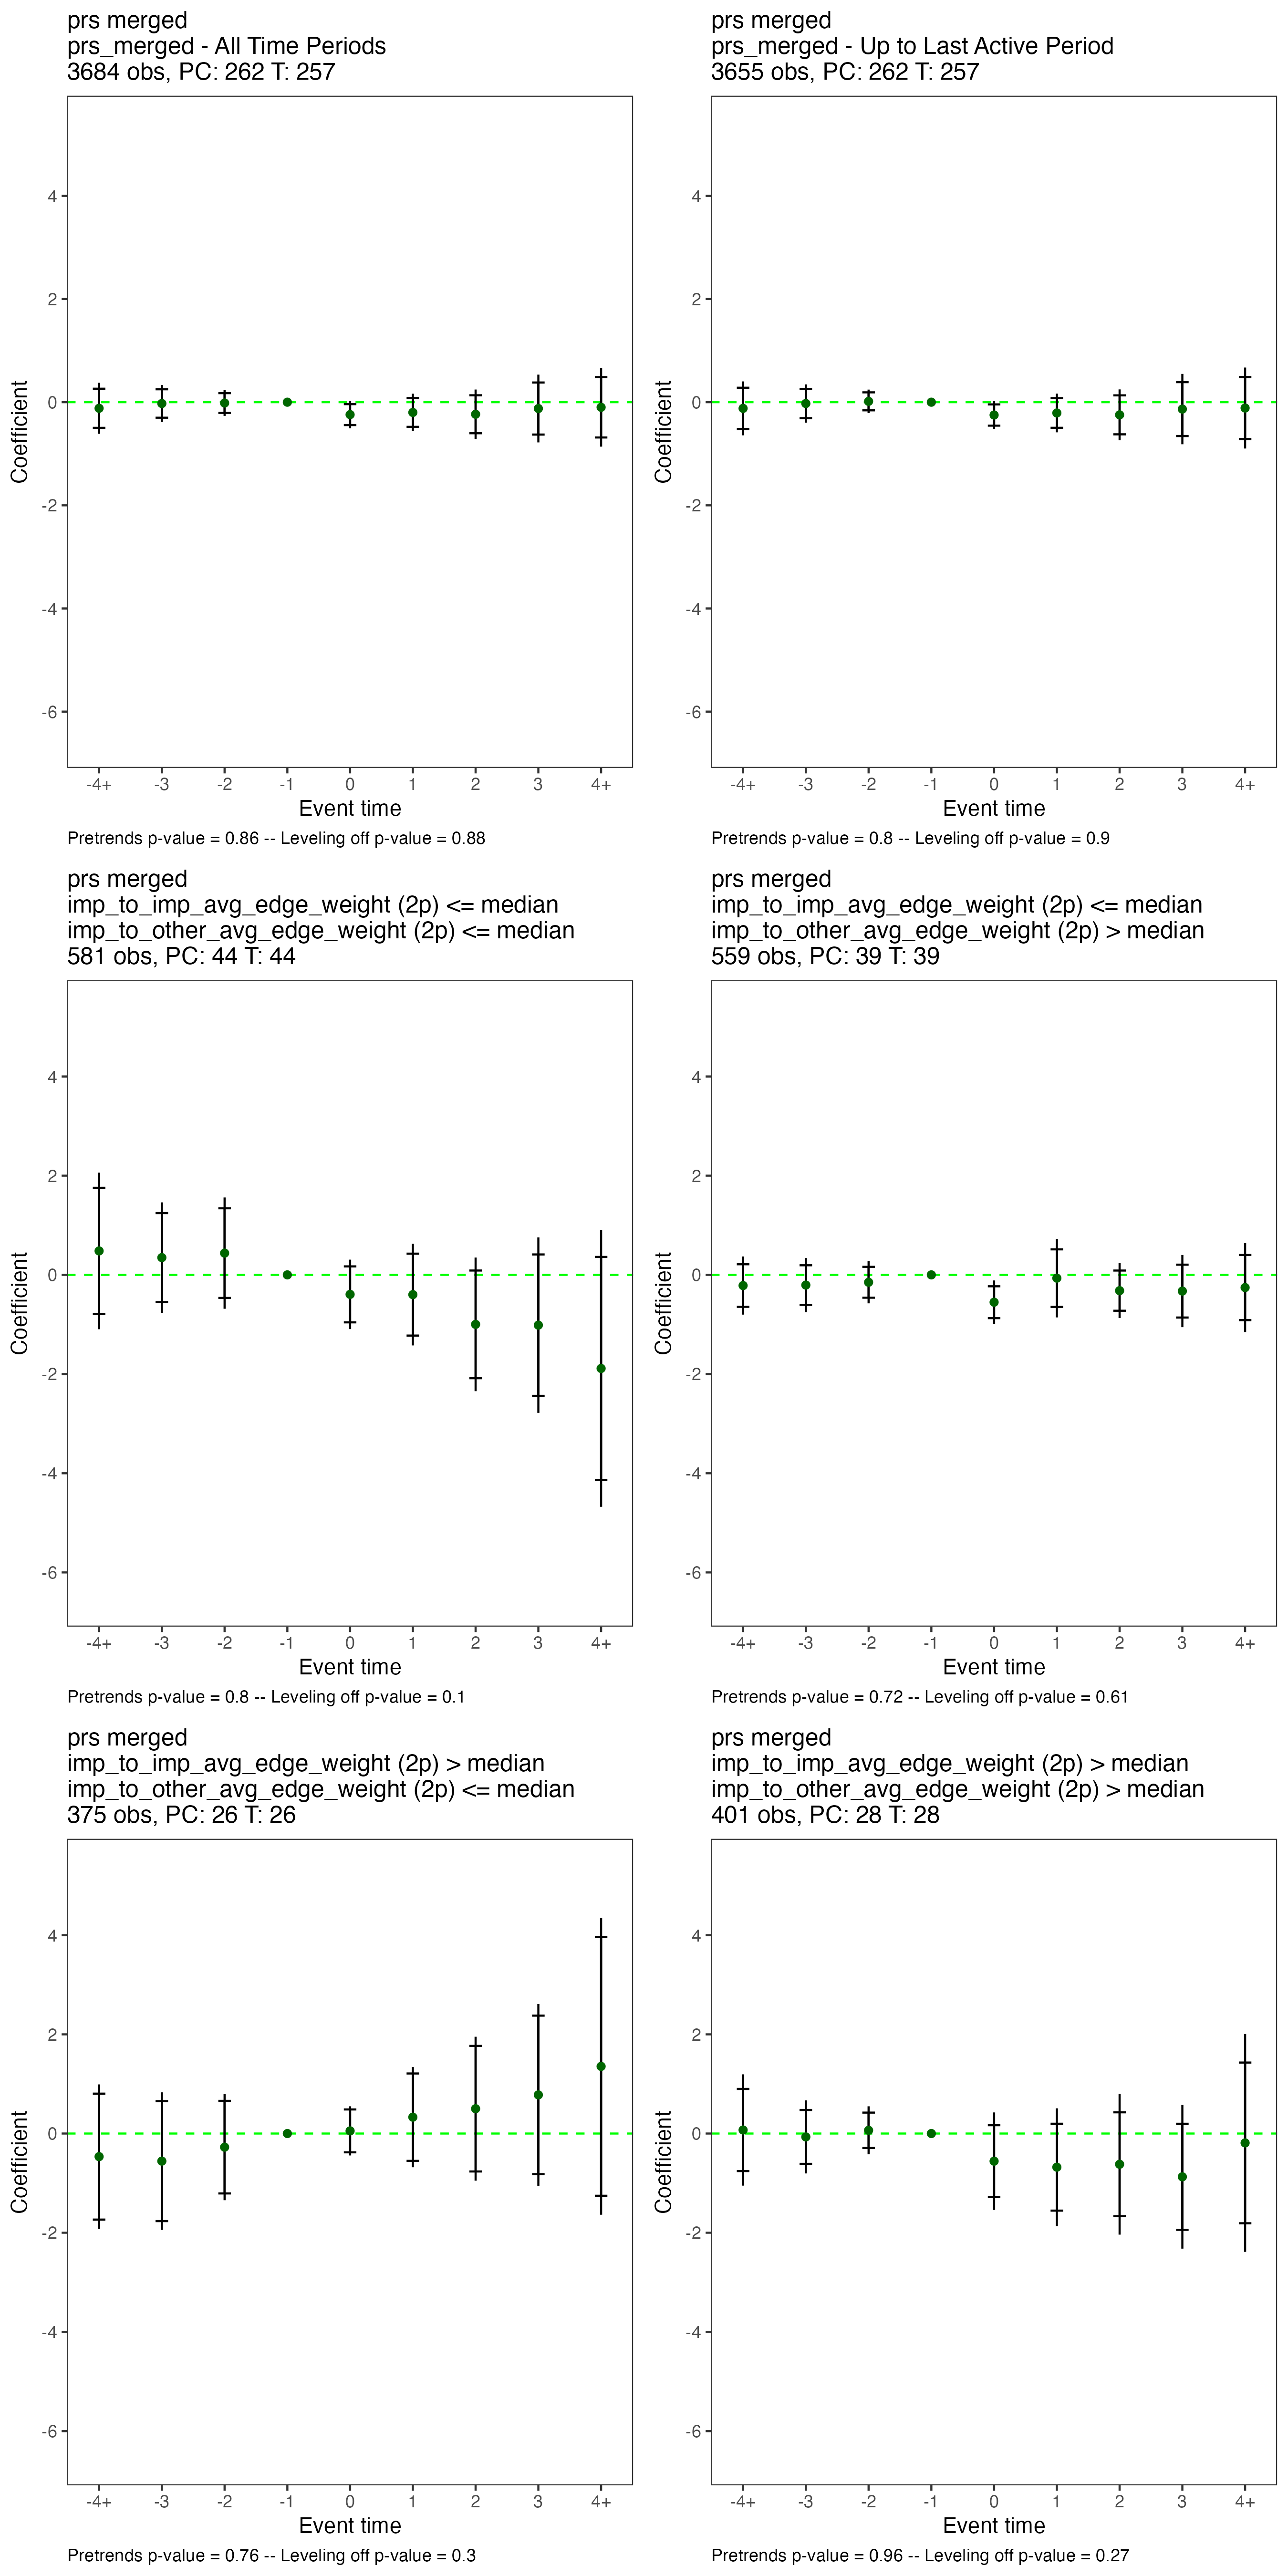 prs merged
prs_merged - All Time Periods
3684 obs, PC: 262 T: 257
4
2
0
-2
-4
-6
Coefficient
-4+ -3 -2 -1 0 1 2 3 4+
Event time
Pretrends p-value = 0.86 -- Leveling off p-value = 0.88
prs merged
prs_merged - Up to Last Active Period
3655 obs, PC: 262 T: 257
4
2
0
-2
-4
-6
Coefficient
-4+ -3 -2 -1 0 1 2 3 4+
Event time
Pretrends p-value = 0.8 -- Leveling off p-value = 0.9
prs merged
imp_to_imp_avg_edge_weight (2p) <= median
imp_to_other_avg_edge_weight (2p) <= median
581 obs, PC: 44 T: 44
4
2
0
-2
-4
-6
Coefficient
-4+ -3 -2 -1 0 1 2 3 4+
Event time
Pretrends p-value = 0.8 -- Leveling off p-value = 0.1
prs merged
imp_to_imp_avg_edge_weight (2p) <= median
imp_to_other_avg_edge_weight (2p) > median
559 obs, PC: 39 T: 39
4
2
0
-2
-4
-6
Coefficient
-4+ -3 -2 -1 0 1 2 3 4+
Event time
Pretrends p-value = 0.72 -- Leveling off p-value = 0.61
prs merged
imp_to_imp_avg_edge_weight (2p) > median
imp_to_other_avg_edge_weight (2p) <= median
375 obs, PC: 26 T: 26
4
2
0
-2
-4
-6
Coefficient
-4+ -3 -2 -1 0 1 2 3 4+
Event time
Pretrends p-value = 0.76 -- Leveling off p-value = 0.3
prs merged
imp_to_imp_avg_edge_weight (2p) > median
imp_to_other_avg_edge_weight (2p) > median
401 obs, PC: 28 T: 28
4
2
0
-2
-4
-6
Coefficient
-4+ -3 -2 -1 0 1 2 3 4+
Event time
Pretrends p-value = 0.96 -- Leveling off p-value = 0.27